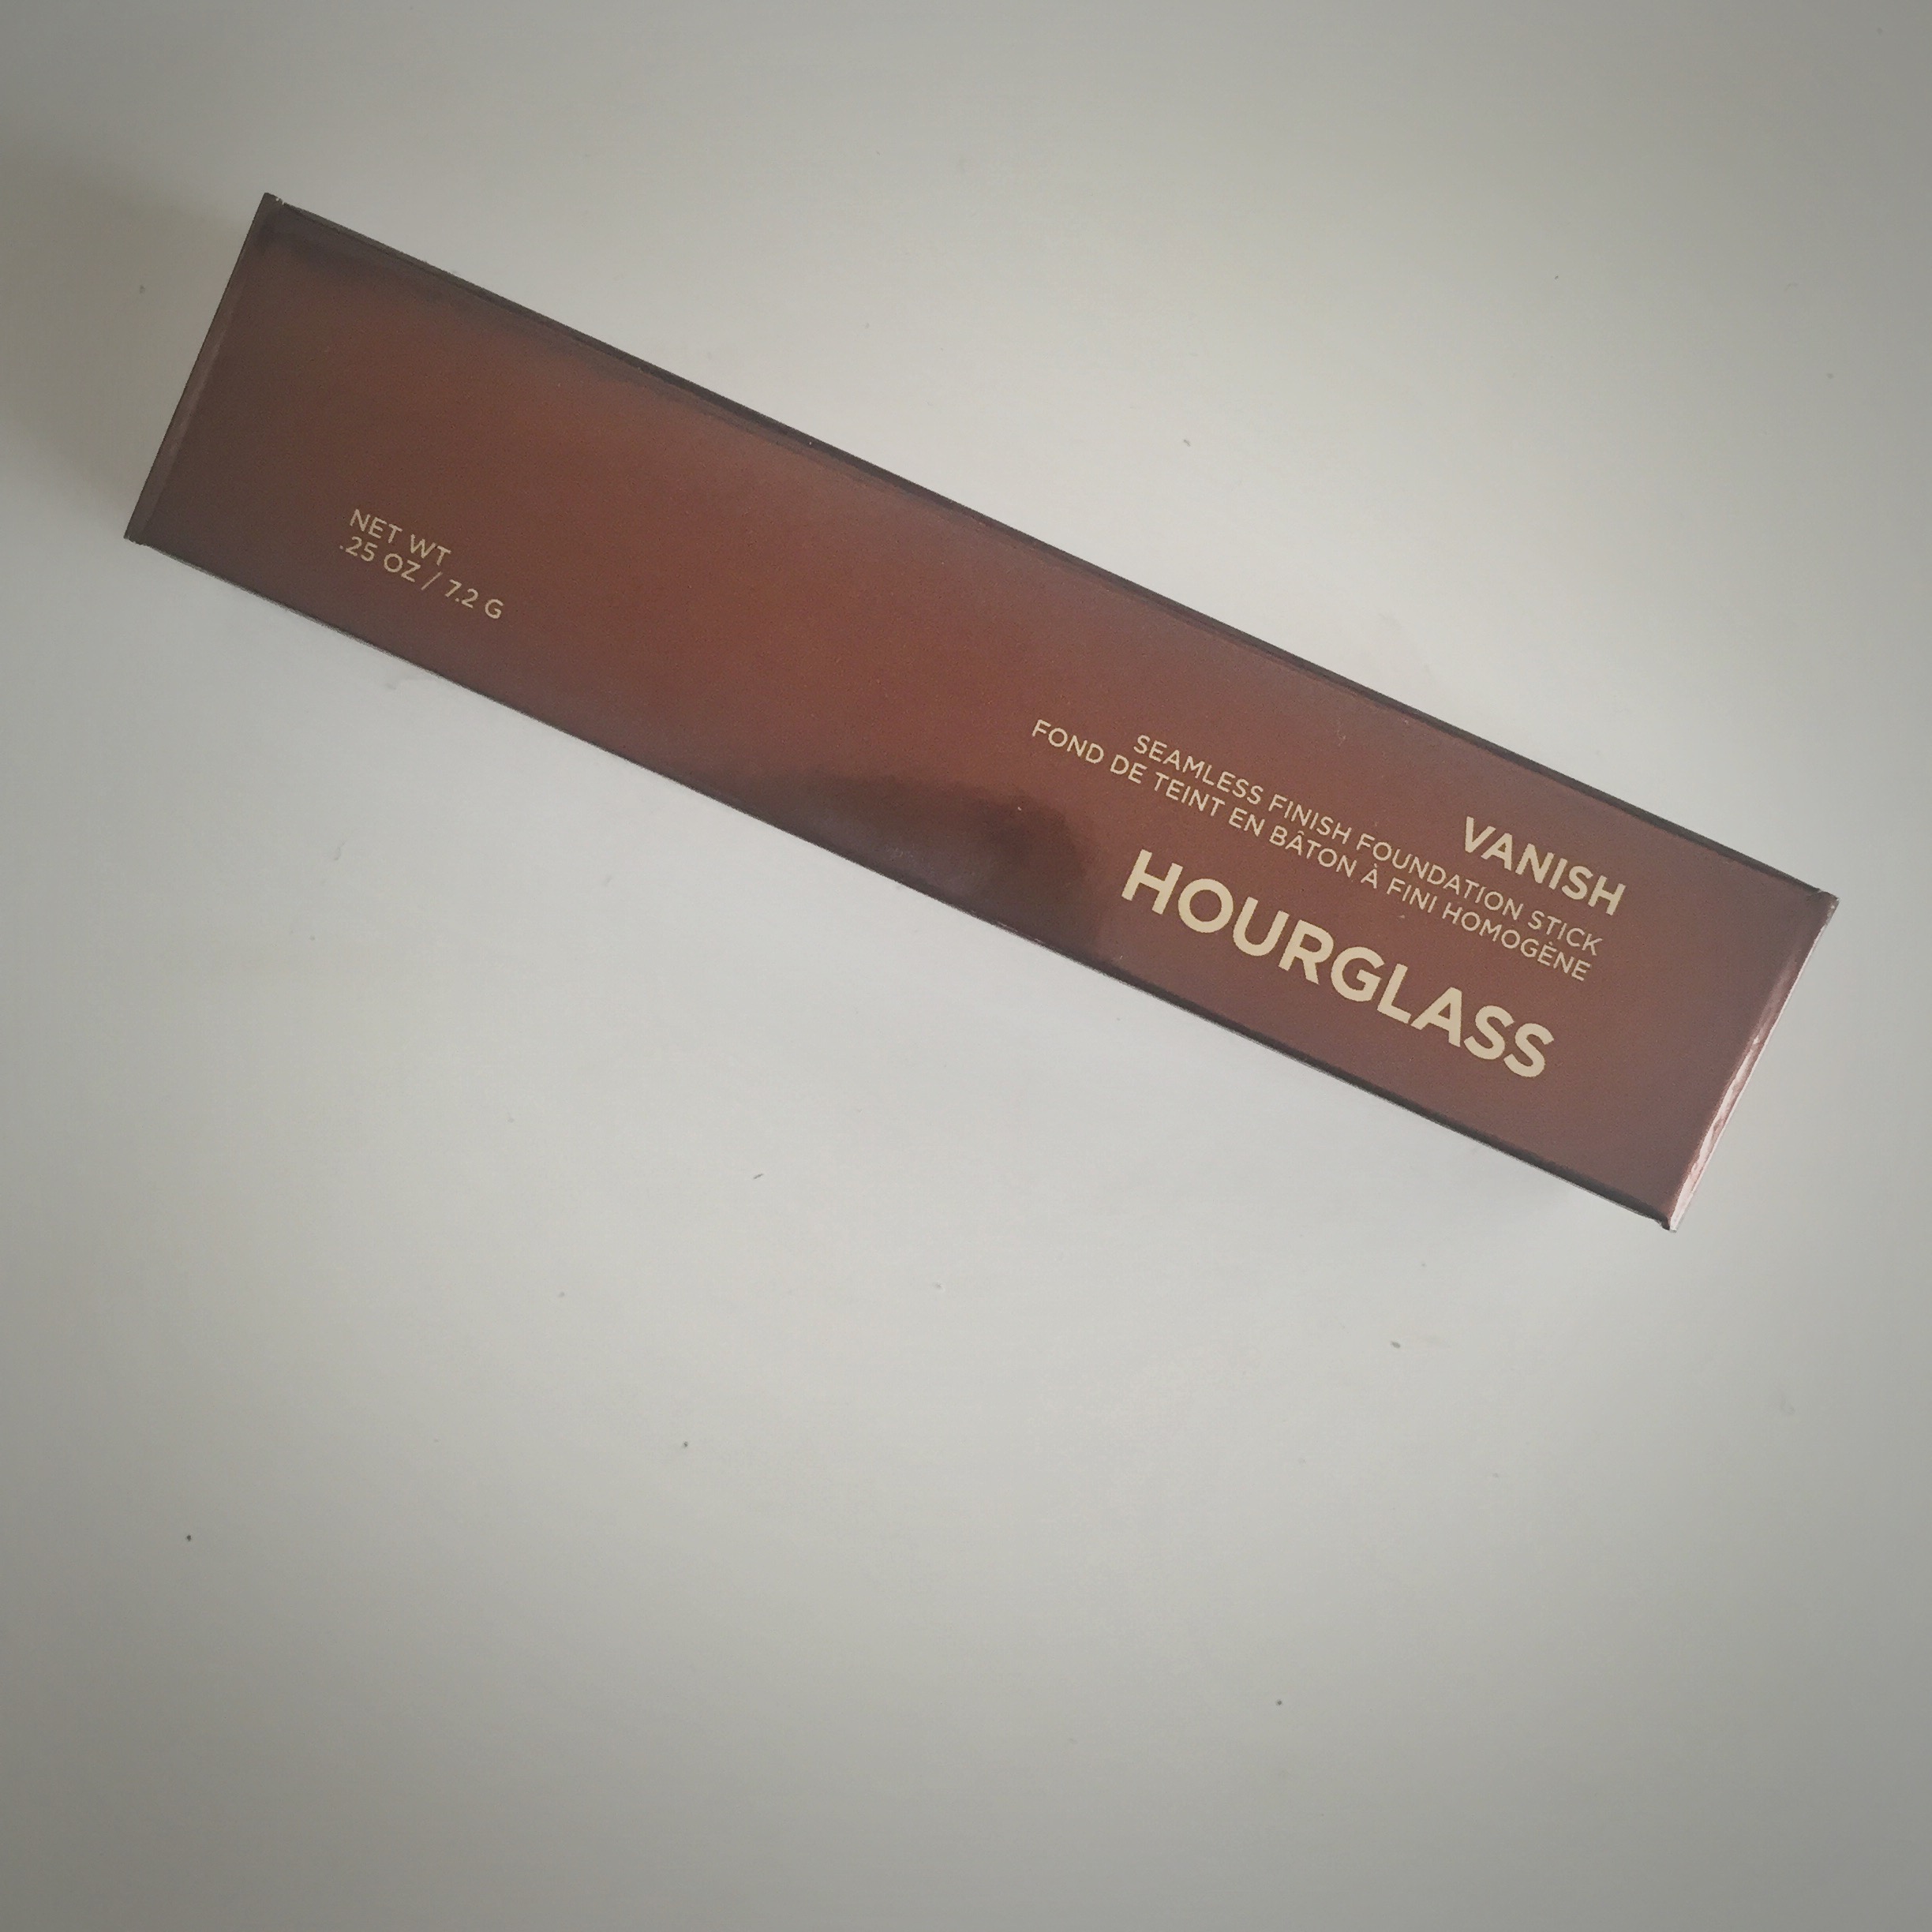 VANISH
SEAMLESS FINISH FOUNDATION STICK
FOND DE TEINT EN BÂTON À FINI HOMOGÈNE
HOURGLASS
NET WT
.25 OZ / 7.2 G